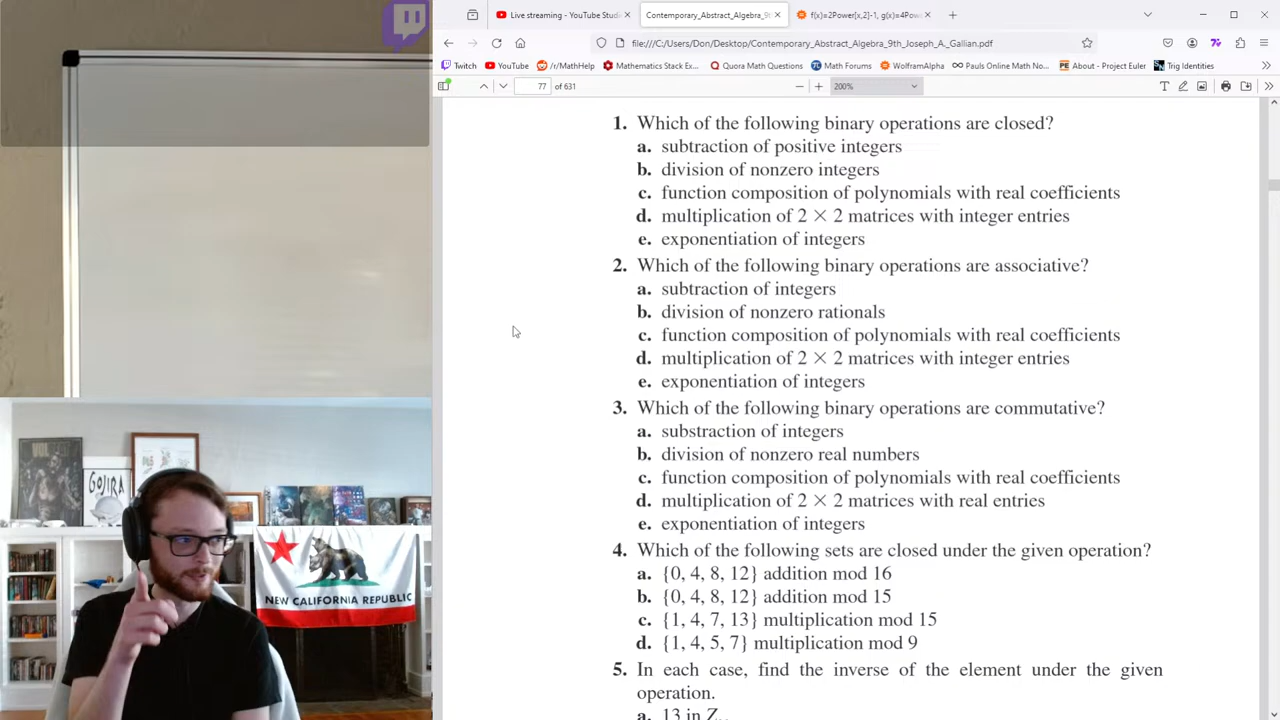 Live streaming - YouTube Studi
Contemporary_Abstract_Algebra_9t
f(x)=2Power[x,2]-1, g(x)=4Powe
file:///C:/Users/Don/Desktop/Contemporary_Abstract_Algebra_9th_Joseph_A._Gallian.pdf
Twitch YouTube /r/MathHelp Mathematics Stack Ex... Quora Math Questions Math Forums WolframAlpha Pauls Online Math No... PE About - Project Euler Trig Identities
77 of 631 200%
1. Which of the following binary operations are closed?
a. subtraction of positive integers
b. division of nonzero integers
c. function composition of polynomials with real coefficients
d. multiplication of 2 × 2 matrices with integer entries
e. exponentiation of integers
2. Which of the following binary operations are associative?
a. subtraction of integers
b. division of nonzero rationals
c. function composition of polynomials with real coefficients
d. multiplication of 2 × 2 matrices with integer entries
e. exponentiation of integers
3. Which of the following binary operations are commutative?
a. substraction of integers
b. division of nonzero real numbers
c. function composition of polynomials with real coefficients
d. multiplication of 2 × 2 matrices with real entries
e. exponentiation of integers
4. Which of the following sets are closed under the given operation?
a. {0, 4, 8, 12} addition mod 16
b. {0, 4, 8, 12} addition mod 15
c. {1, 4, 7, 13} multiplication mod 15
d. {1, 4, 5, 7} multiplication mod 9
5. In each case, find the inverse of the element under the given
operation.
a. 13 in Z
GOJIRA
NEW CALIFORNIA REPUBLIC